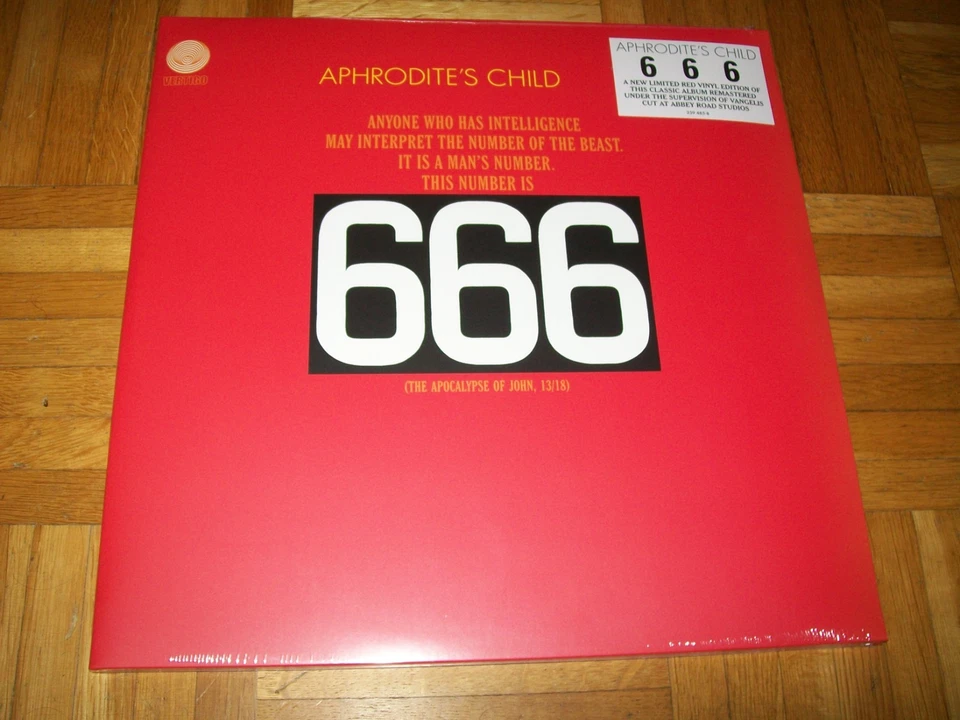 VERTIGO
APHRODITE'S CHILD
ANYONE WHO HAS INTELLIGENCE
MAY INTERPRET THE NUMBER OF THE BEAST.
IT IS A MAN'S NUMBER.
THIS NUMBER IS
666
(THE APOCALYPSE OF JOHN, 13/18)
APHRODITE'S CHILD
6 6 6
A NEW LIMITED RED VINYL EDITION OF
THIS CLASSIC ALBUM REMASTERED
UNDER THE SUPERVISION OF VANGELIS
CUT AT ABBEY ROAD STUDIOS